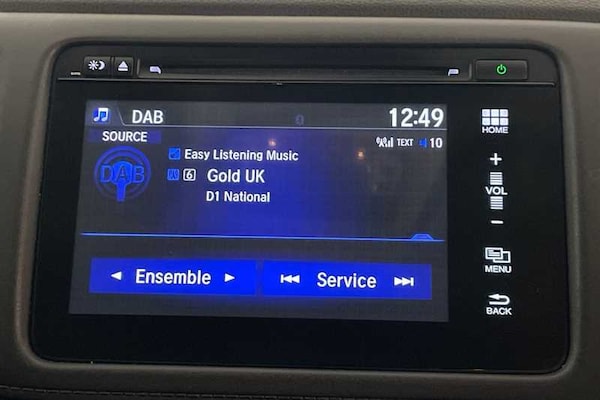 DAB
12:49
SOURCE
TEXT
10
DAB
Easy Listening Music
6 Gold UK
D1 National
Ensemble
Service
HOME
+
VOL
−
MENU
BACK